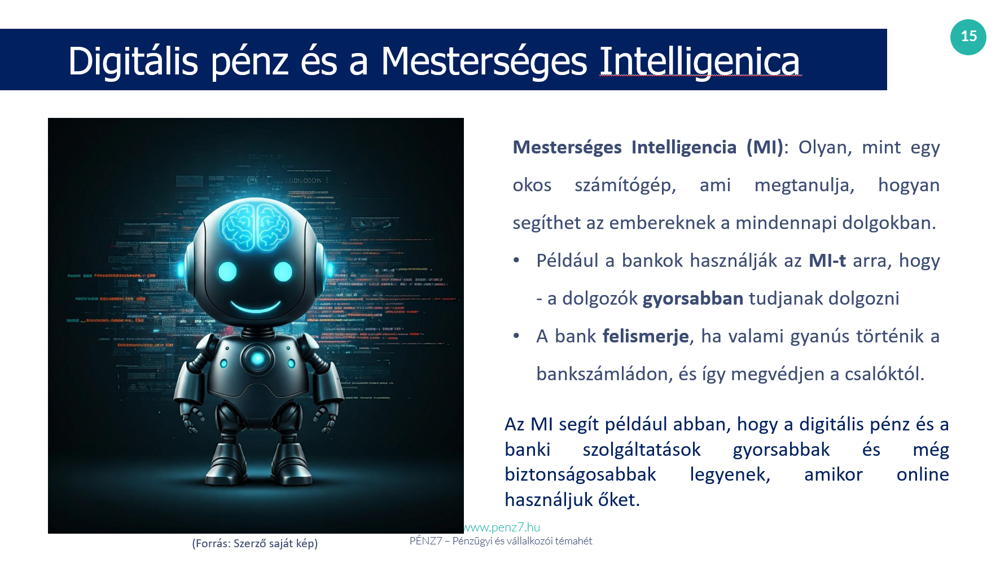 15
Digitális pénz és a Mesterséges Intelligenica
Mesterséges Intelligencia (MI): Olyan, mint egy
okos számítógép, ami megtanulja, hogyan
segíthet az embereknek a mindennapi dolgokban.
• Például a bankok használják az MI-t arra, hogy
- a dolgozók gyorsabban tudjanak dolgozni
• A bank felismerje, ha valami gyanús történik a
bankszámládon, és így megvédjen a csalóktól.
Az MI segít például abban, hogy a digitális pénz és a
banki szolgáltatások gyorsabbak és még
biztonságosabbak legyenek, amikor online
használjuk őket.
www.penz7.hu
PÉNZ7 – Pénzügyi és vállalkozói témahét
(Forrás: Szerző saját kép)